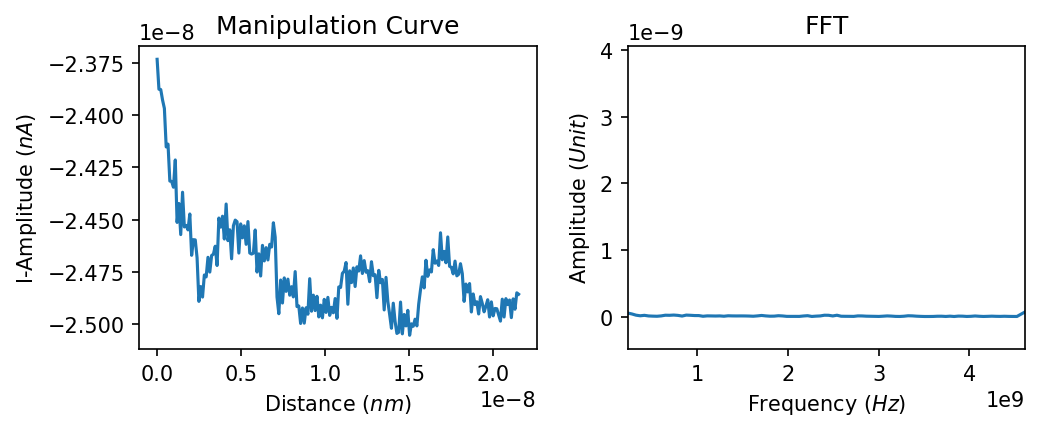 Manipulation Curve
1e−8
−2.375
−2.400
−2.425
−2.450
−2.475
−2.500
I-Amplitude (nA)
0.0 0.5 1.0 1.5 2.0
Distance (nm)
1e−8
FFT
1e−9
4
3
2
1
0
Amplitude (Unit)
1 2 3 4
Frequency (Hz)
1e9